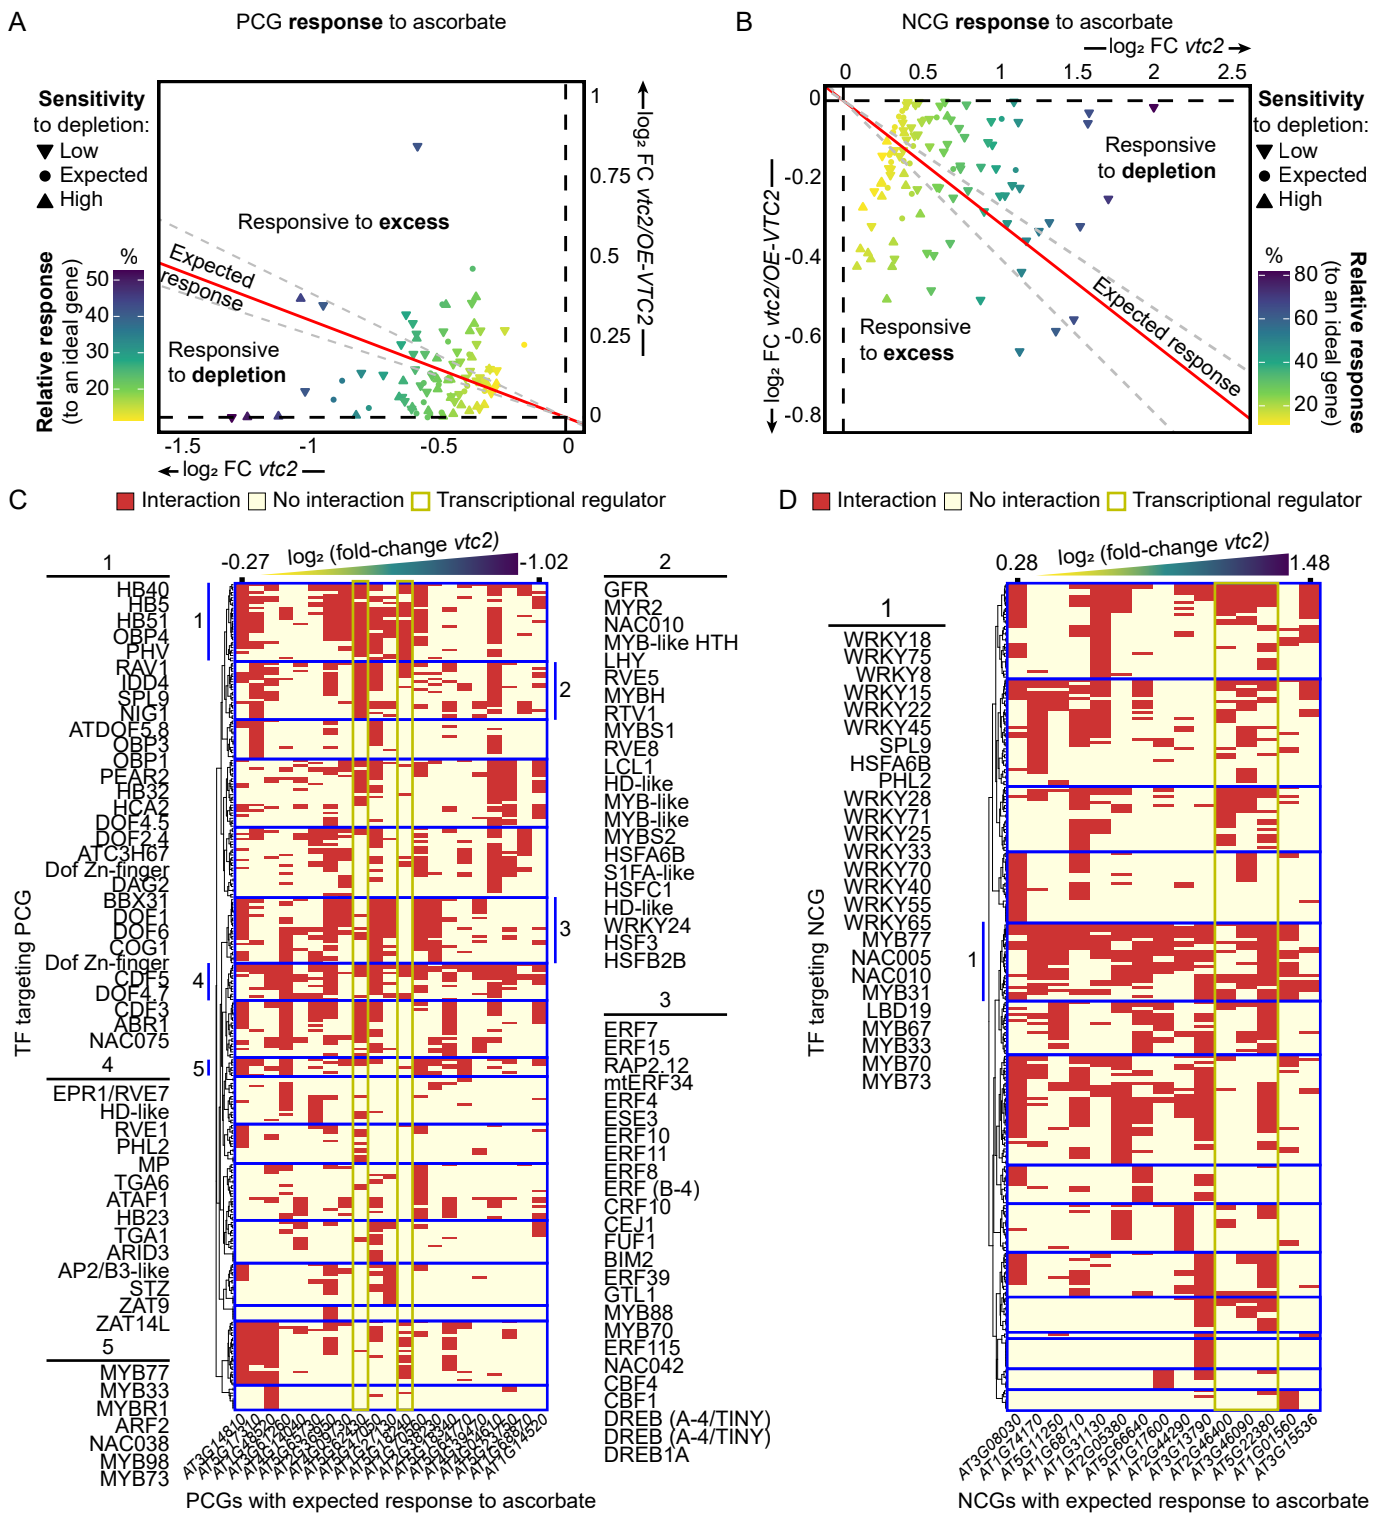 A
PCG response to ascorbate
Sensitivity
to depletion:
Low
Expected
High
Relative response
(to an ideal gene)
%
50
40
30
20
Responsive to excess
Expected
response
Responsive
to depletion
1
0.75
0.5
0.25
0
log₂ FC vtc2/OE-VTC2
-1.5
-1
-0.5
0
log₂ FC vtc2
B
NCG response to ascorbate
log₂ FC vtc2
0
0.5
1
1.5
2
2.5
0
-0.2
-0.4
-0.6
-0.8
log₂ FC vtc2/OE-VTC2
Responsive
to depletion
Responsive
to excess
Expected response
Sensitivity
to depletion:
Low
Expected
High
%
80
60
40
20
Relative response
(to an ideal gene)
C
Interaction
No interaction
Transcriptional regulator
log₂ (fold-change vtc2)
-0.27
-1.02
TF targeting PCG
1
HB40
HB5
HB51
OBP4
PHV
RAV1
IDD4
SPL9
NIG1
ATDOF5.8
OBP3
OBP1
PEAR2
HB32
HCA2
DOF4.5
DOF2.4
ATC3H67
Dof Zn-finger
DAG2
BBX31
DOF1
DOF6
COG1
Dof Zn-finger
CDF5
DOF4.7
CDF3
ABR1
NAC075
4
EPR1/RVE7
HD-like
RVE1
PHL2
MP
TGA6
ATAF1
HB23
TGA1
ARID3
AP2/B3-like
STZ
ZAT9
ZAT14L
5
MYB77
MYB33
MYBR1
ARF2
NAC038
MYB98
MYB73
1
2
3
4
5
2
GFR
MYR2
NAC010
MYB-like HTH
LHY
RVE5
MYBH
RTV1
MYBS1
RVE8
LCL1
HD-like
MYB-like
MYB-like
MYBS2
HSFA6B
S1FA-like
HSFC1
HD-like
WRKY24
HSF3
HSFB2B
3
ERF7
ERF15
RAP2.12
mtERF34
ERF4
ESE3
ERF10
ERF11
ERF8
ERF (B-4)
CRF10
CEJ1
FUF1
BIM2
ERF39
GTL1
MYB88
MYB70
ERF115
NAC042
CBF4
CBF1
DREB (A-4/TINY)
DREB (A-4/TINY)
DREB1A
AT3G14810
AT1G14520
PCGs with expected response to ascorbate
D
Interaction
No interaction
Transcriptional regulator
log₂ (fold-change vtc2)
0.28
1.48
TF targeting NCG
1
WRKY18
WRKY75
WRKY8
WRKY15
WRKY22
WRKY45
SPL9
HSFA6B
PHL2
WRKY28
WRKY71
WRKY25
WRKY33
WRKY70
WRKY40
WRKY55
WRKY65
MYB77
NAC005
NAC010
MYB31
LBD19
MYB67
MYB33
MYB70
MYB73
1
AT3G08030
AT1G74170
AT5G11250
AT1G68710
AT1G31130
AT2G05380
AT5G66640
AT1G17600
AT2G44290
AT3G13790
AT2G46400
AT3G46090
AT5G22380
AT1G01560
AT3G15536
NCGs with expected response to ascorbate